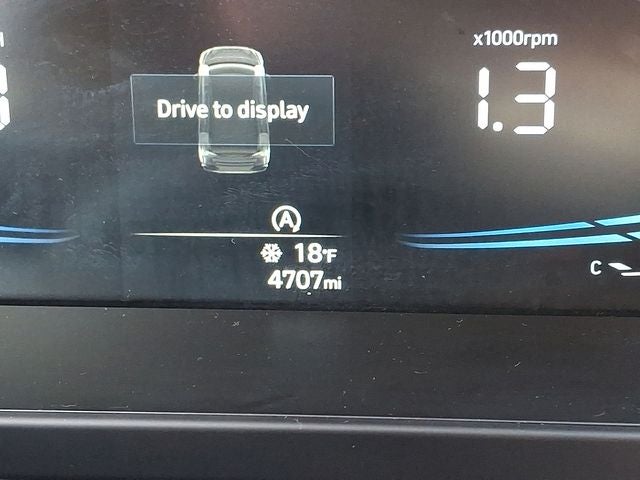 x1000rpm
1.3
Drive to display
A
18°F
4707mi
C